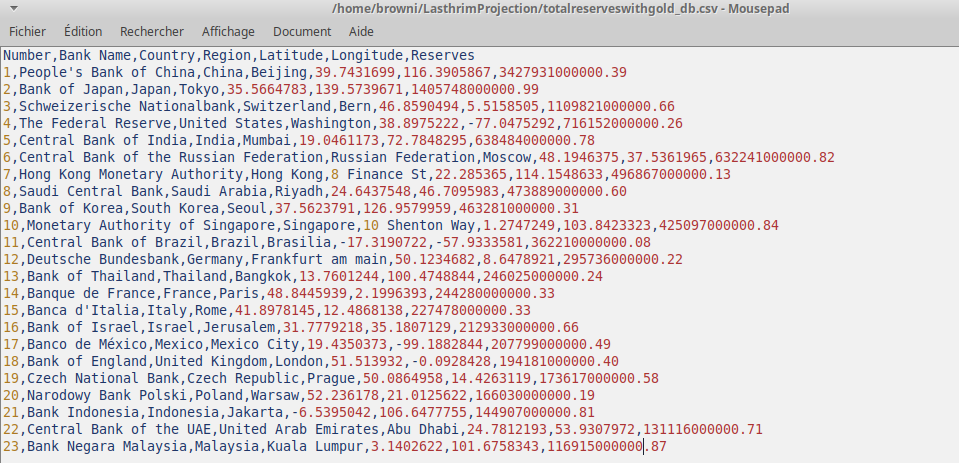 /home/browni/LasthrimProjection/totalreserveswithgold_db.csv - Mousepad
Fichier Édition Rechercher Affichage Document Aide
Number,Bank Name,Country,Region,Latitude,Longitude,Reserves
1,People's Bank of China,China,Beijing,39.7431699,116.3905867,3427931000000.39
2,Bank of Japan,Japan,Tokyo,35.5664783,139.5739671,1405748000000.99
3,Schweizerische Nationalbank,Switzerland,Bern,46.8590494,5.5158505,1109821000000.66
4,The Federal Reserve,United States,Washington,38.8975222,-77.0475292,716152000000.26
5,Central Bank of India,India,Mumbai,19.0461173,72.7848295,638484000000.78
6,Central Bank of the Russian Federation,Russian Federation,Moscow,48.1946375,37.5361965,632241000000.82
7,Hong Kong Monetary Authority,Hong Kong,8 Finance St,22.285365,114.1548633,496867000000.13
8,Saudi Central Bank,Saudi Arabia,Riyadh,24.6437548,46.7095983,473889000000.60
9,Bank of Korea,South Korea,Seoul,37.5623791,126.9579959,463281000000.31
10,Monetary Authority of Singapore,Singapore,10 Shenton Way,1.2747249,103.8423323,425097000000.84
11,Central Bank of Brazil,Brazil,Brasilia,-17.3190722,-57.9333581,362210000000.08
12,Deutsche Bundesbank,Germany,Frankfurt am main,50.1234682,8.6478921,295736000000.22
13,Bank of Thailand,Thailand,Bangkok,13.7601244,100.4748844,246025000000.24
14,Banque de France,France,Paris,48.8445939,2.1996393,244280000000.33
15,Banca d'Italia,Italy,Rome,41.8978145,12.4868138,227478000000.33
16,Bank of Israel,Israel,Jerusalem,31.7779218,35.1807129,212933000000.66
17,Banco de México,Mexico,Mexico City,19.4350373,-99.1882844,207799000000.49
18,Bank of England,United Kingdom,London,51.513932,-0.0928428,194181000000.40
19,Czech National Bank,Czech Republic,Prague,50.0864958,14.4263119,173617000000.58
20,Narodowy Bank Polski,Poland,Warsaw,52.236178,21.0125622,166030000000.19
21,Bank Indonesia,Indonesia,Jakarta,-6.5395042,106.6477755,144907000000.81
22,Central Bank of the UAE,United Arab Emirates,Abu Dhabi,24.7812193,53.9307972,131116000000.71
23,Bank Negara Malaysia,Malaysia,Kuala Lumpur,3.1402622,101.6758343,116915000000.87